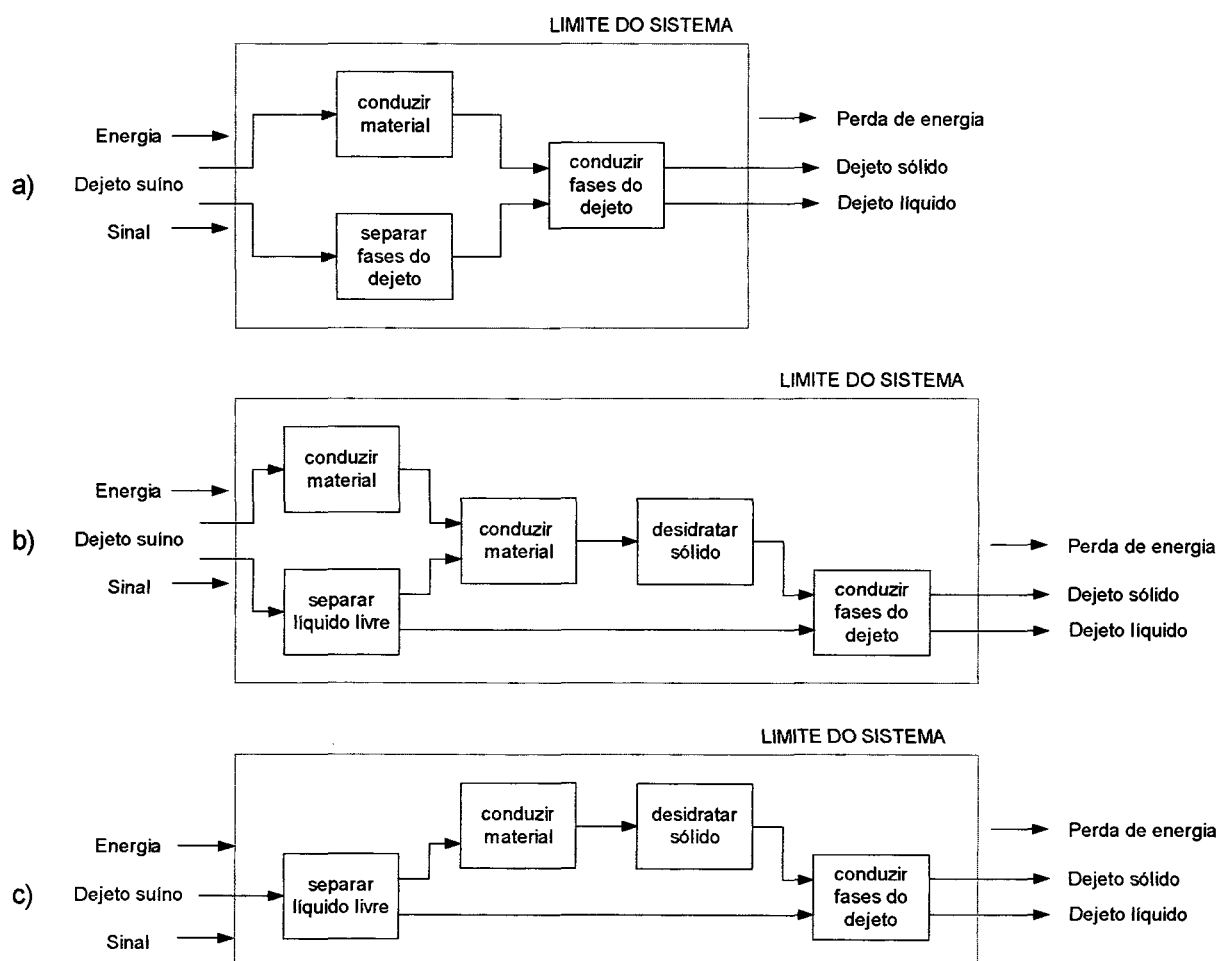 LIMITE DO SISTEMA
a)
Energia
Dejeto suíno
Sinal
conduzir
material
separar
fases do
dejeto
conduzir
fases do
dejeto
Perda de energia
Dejeto sólido
Dejeto líquido
LIMITE DO SISTEMA
b)
Energia
Dejeto suíno
Sinal
conduzir
material
separar
líquido livre
conduzir
material
desidratar
sólido
conduzir
fases do
dejeto
Perda de energia
Dejeto sólido
Dejeto líquido
LIMITE DO SISTEMA
c)
Energia
Dejeto suíno
Sinal
separar
líquido livre
conduzir
material
desidratar
sólido
conduzir
fases do
dejeto
Perda de energia
Dejeto sólido
Dejeto líquido